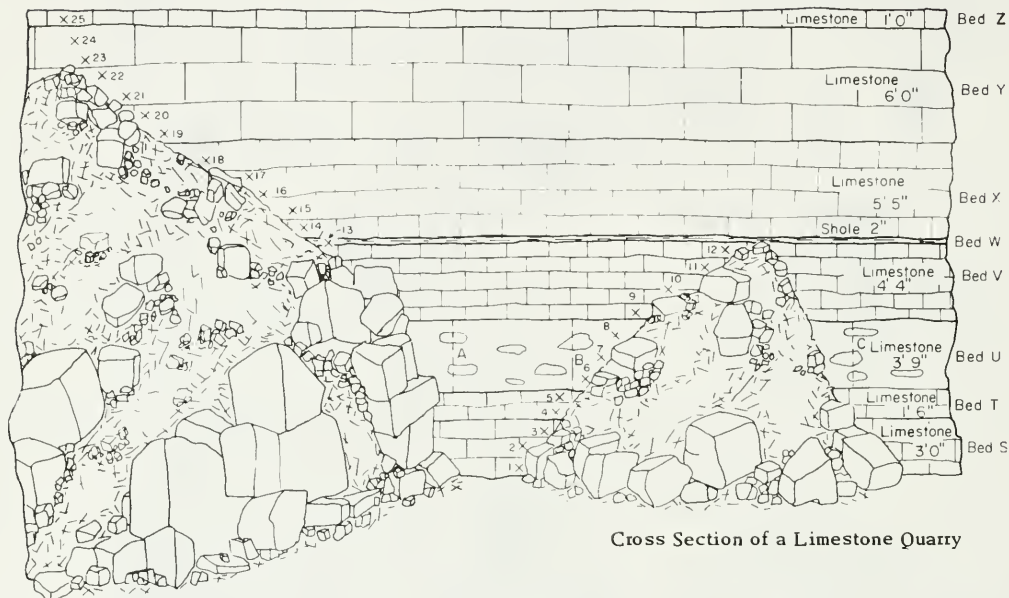 ×25 Limestone 1'0" Bed Z
×24
×23
×22 Limestone
6'0" Bed Y
×21
×20
×19
×18
×17 Limestone
×16 5'5" Bed X
×15
×14 ×13 Shole 2"
Bed W
12×
11× Limestone Bed V
10 4'4"
×
9
×
8
×
A 7 C Limestone
× B 3'9" Bed U
×6
5× Limestone Bed T
4× 1'6"
3× Limestone
2× 3'0" Bed S
1×
Cross Section of a Limestone Quarry